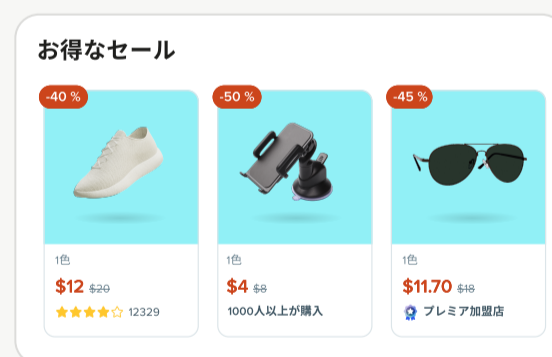 お得なセール
-40 %
-50 %
-45 %
1色
$12 $20
12329
1色
$4 $8
1000人以上が購入
1色
$11.70 $18
プレミア加盟店